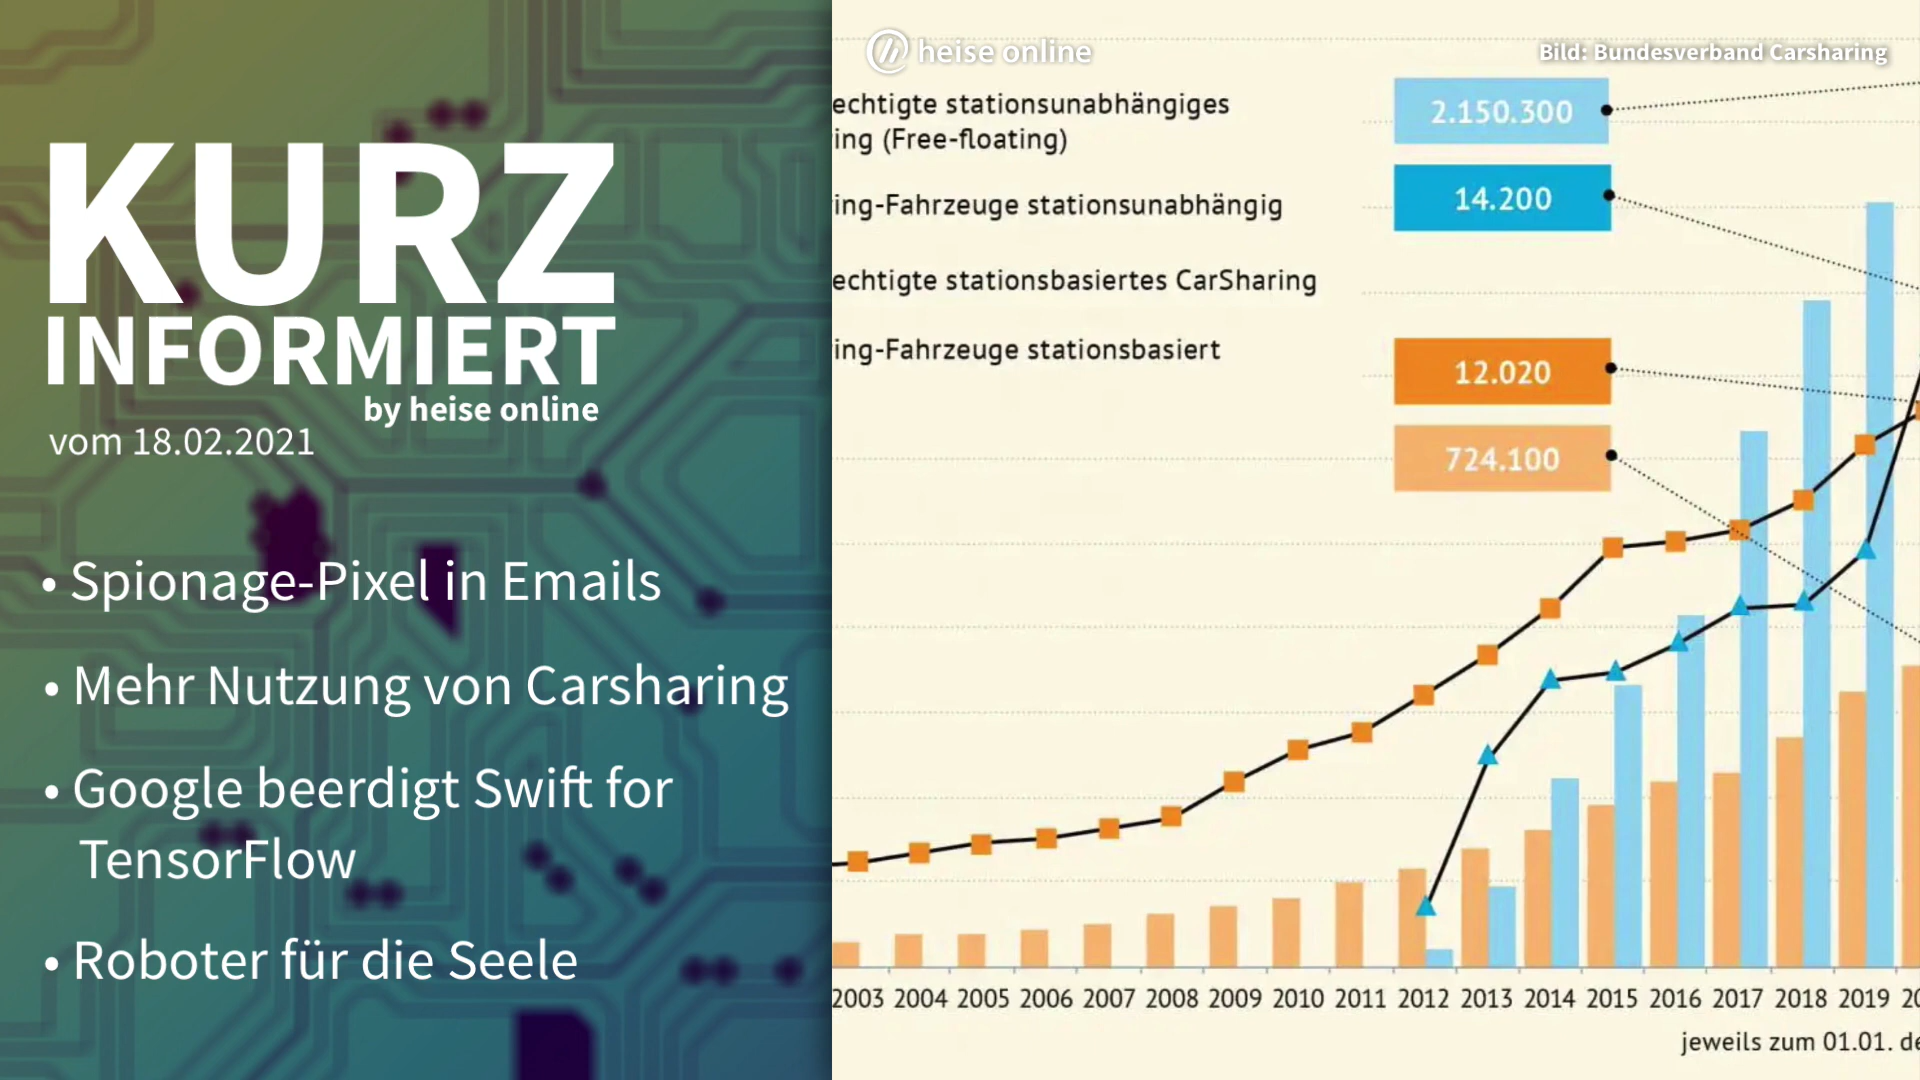 KURZ
INFORMIERT
by heise online
vom 18.02.2021
• Spionage-Pixel in Emails
• Mehr Nutzung von Carsharing
• Google beerdigt Swift for
TensorFlow
• Roboter für die Seele
heise online
Bild: Bundesverband Carsharing
echtigte stationsunabhängiges
ing (Free-floating)
2.150.300
ing-Fahrzeuge stationsunabhängig
14.200
echtigte stationsbasiertes CarSharing
ing-Fahrzeuge stationsbasiert
12.020
724.100
2003 2004 2005 2006 2007 2008 2009 2010 2011 2012 2013 2014 2015 2016 2017 2018 2019 20
jeweils zum 01.01. de